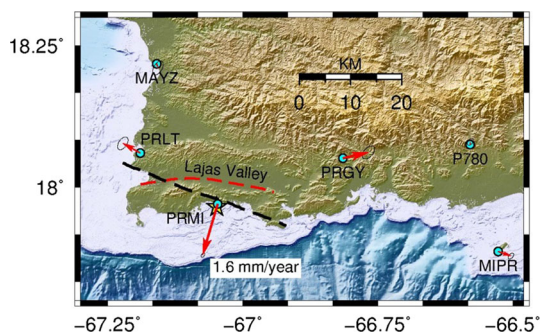 18.25°
KM
MAYZ
0 10 20
PRLT
Lajas Valley
PRGY
P780
18°
PRMI
1.6 mm/year
MIPR
−67.25° −67° −66.75° −66.5°